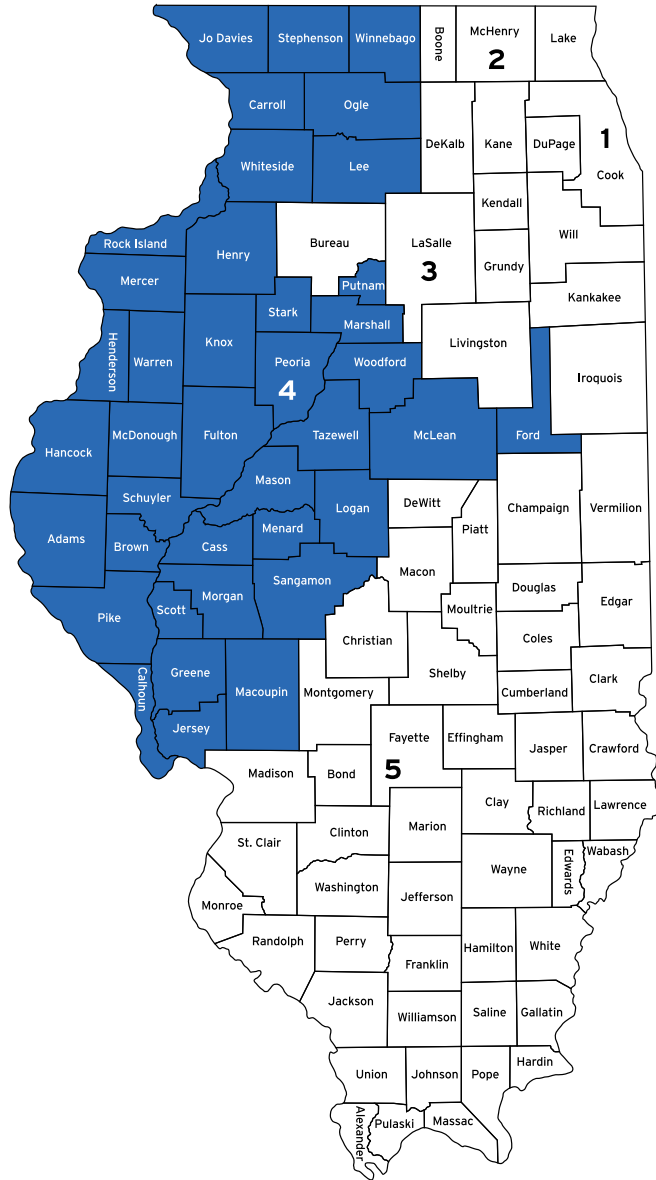 Jo Davies
Stephenson
Winnebago
Boone
McHenry
2
Lake
Carroll
Ogle
DeKalb
Kane
DuPage
1
Cook
Whiteside
Lee
Kendall
Rock Island
Henry
Bureau
LaSalle
3
Grundy
Will
Mercer
Putnam
Kankakee
Stark
Marshall
Henderson
Warren
Knox
Peoria
4
Woodford
Livingston
Iroquois
Hancock
McDonough
Fulton
Tazewell
McLean
Ford
Mason
Schuyler
Logan
DeWitt
Piatt
Champaign
Vermilion
Adams
Brown
Cass
Menard
Macon
Sangamon
Douglas
Moultrie
Edgar
Pike
Scott
Morgan
Christian
Coles
Shelby
Calhoun
Greene
Macoupin
Montgomery
Cumberland
Clark
Jersey
Fayette
5
Effingham
Jasper
Crawford
Madison
Bond
Clay
Richland
Lawrence
Marion
Clinton
St. Clair
Edwards
Wabash
Wayne
Washington
Jefferson
Monroe
Randolph
Perry
Hamilton
White
Franklin
Jackson
Williamson
Saline
Gallatin
Union
Johnson
Pope
Hardin
Alexander
Pulaski
Massac